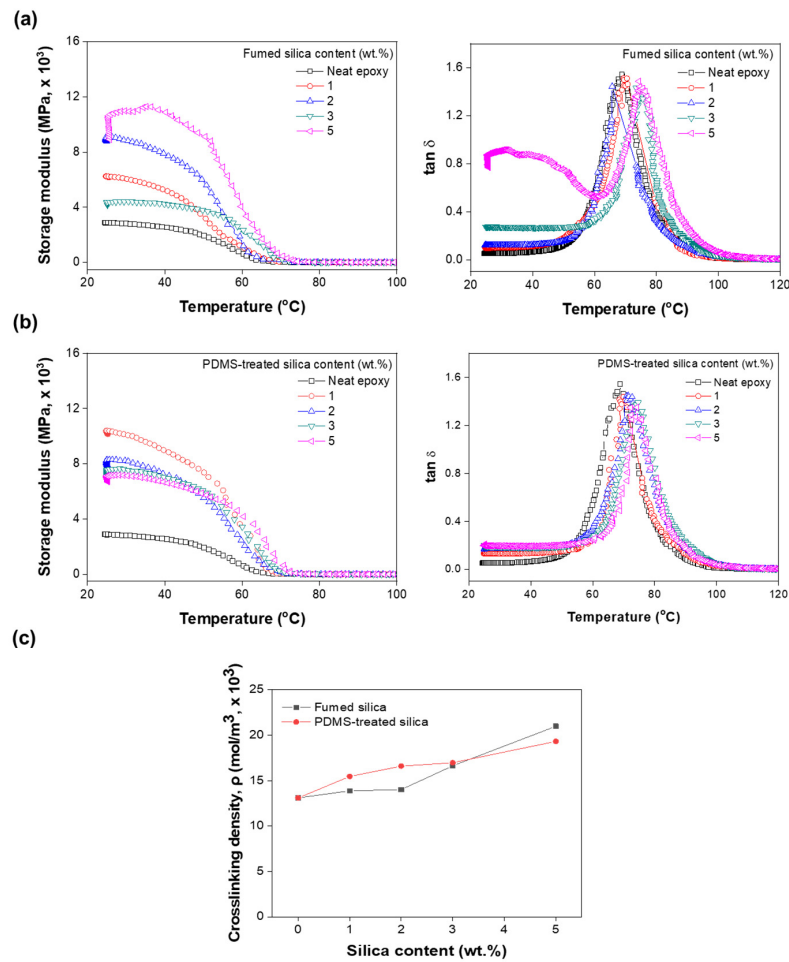 (a)
Storage modulus (MPa, x 10³)
16
12
8
4
0
20 40 60 80 100
Temperature (°C)
Fumed silica content (wt.%)
Neat epoxy
1
2
3
5
tan δ
1.6
1.2
0.8
0.4
0.0
20 40 60 80 100 120
Temperature (°C)
Fumed silica content (wt.%)
Neat epoxy
1
2
3
5
(b)
Storage modulus (MPa, x 10³)
16
12
8
4
0
20 40 60 80 100
Temperature (°C)
PDMS-treated silica content (wt.%)
Neat epoxy
1
2
3
5
tan δ
1.6
1.2
0.8
0.4
0.0
20 40 60 80 100 120
Temperature (°C)
PDMS-treated silica content (wt.%)
Neat epoxy
1
2
3
5
(c)
Crosslinking density, ρ (mol/m³, x 10³)
25
20
15
10
5
0
0 1 2 3 4 5
Silica content (wt.%)
Fumed silica
PDMS-treated silica